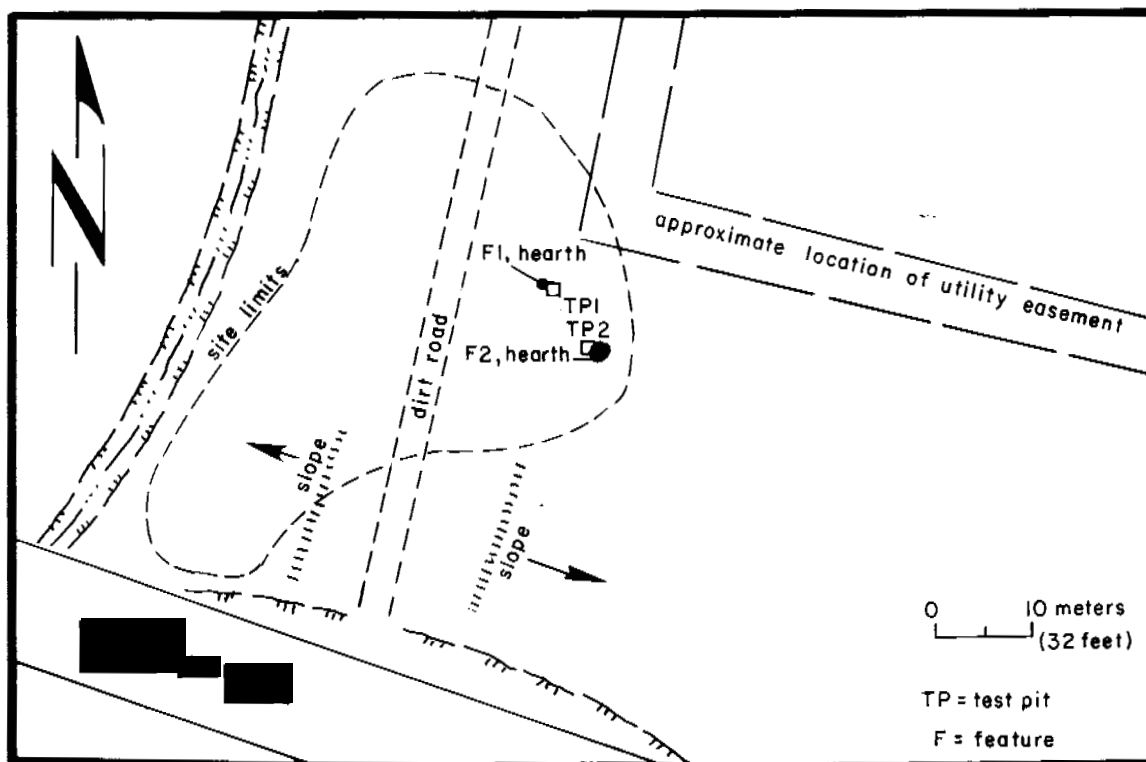 N
approximate location of utility easement
F1, hearth
TP1
TP2
F2, hearth
site limits
dirt road
slope
slope
0 10 meters
(32 feet)
TP = test pit
F = feature